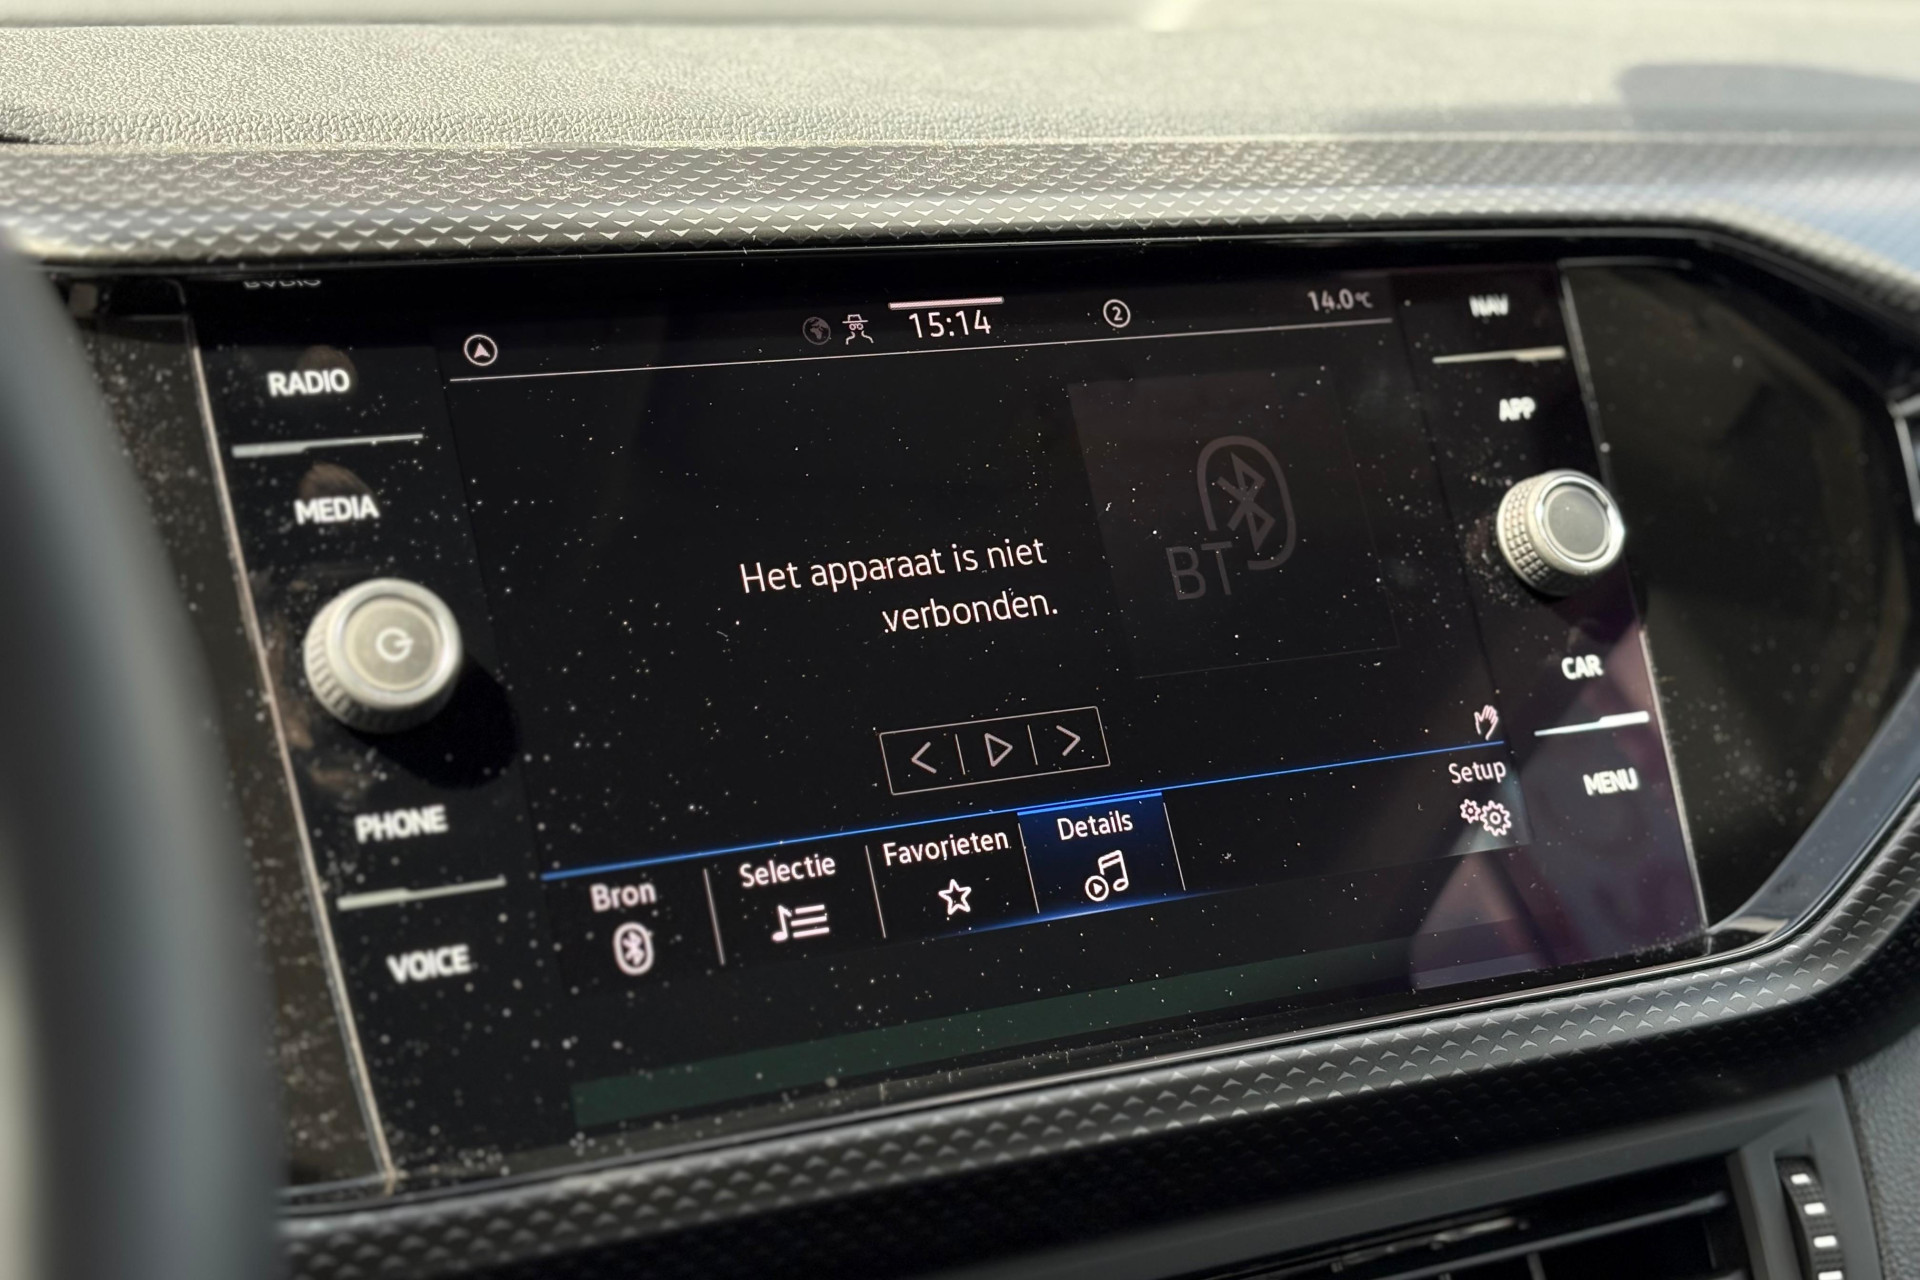 15:14
2
14.0°C
NAV
RADIO
APP
MEDIA
BT
Het apparaat is niet
verbonden.
CAR
PHONE
MENU
Setup
Details
Favorieten
Selectie
Bron
VOICE